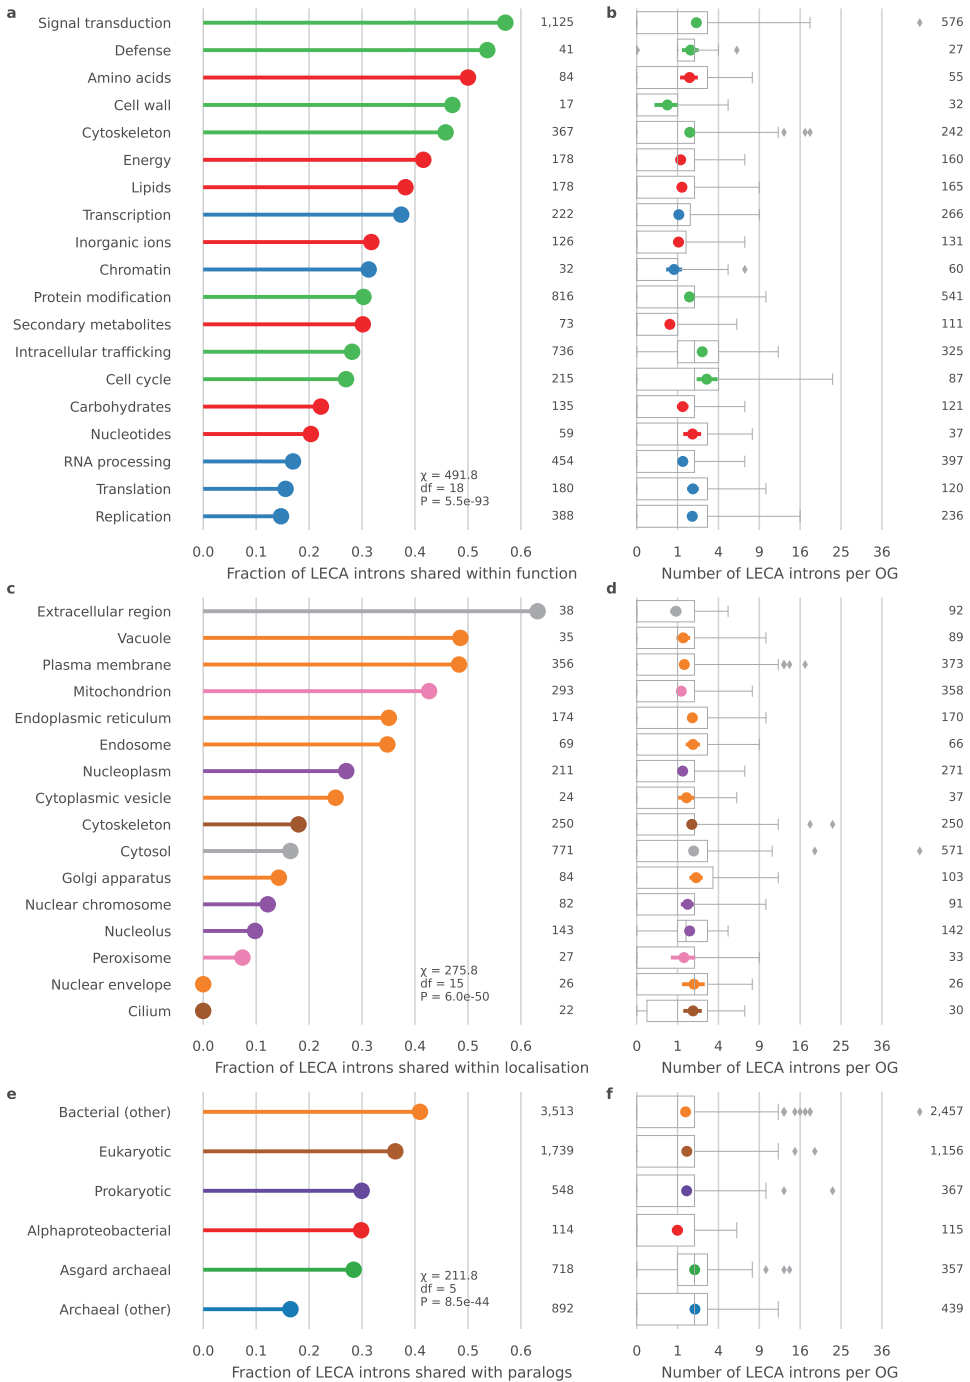 a
b
Signal transduction 1,125 576
Defense 41 27
Amino acids 84 55
Cell wall 17 32
Cytoskeleton 367 242
Energy 178 160
Lipids 178 165
Transcription 222 266
Inorganic ions 126 131
Chromatin 32 60
Protein modification 816 541
Secondary metabolites 73 111
Intracellular trafficking 736 325
Cell cycle 215 87
Carbohydrates 135 121
Nucleotides 59 37
RNA processing 454 397
Translation 180 120
Replication 388 236
χ = 491.8
df = 18
P = 5.5e-93
0.0 0.1 0.2 0.3 0.4 0.5 0.6
Fraction of LECA introns shared within function
0 1 4 9 16 25 36
Number of LECA introns per OG
c
d
Extracellular region 38 92
Vacuole 35 89
Plasma membrane 356 373
Mitochondrion 293 358
Endoplasmic reticulum 174 170
Endosome 69 66
Nucleoplasm 211 271
Cytoplasmic vesicle 24 37
Cytoskeleton 250 250
Cytosol 771 571
Golgi apparatus 84 103
Nuclear chromosome 82 91
Nucleolus 143 142
Peroxisome 27 33
Nuclear envelope 26 26
Cilium 22 30
χ = 275.8
df = 15
P = 6.0e-50
0.0 0.1 0.2 0.3 0.4 0.5 0.6
Fraction of LECA introns shared within localisation
0 1 4 9 16 25 36
Number of LECA introns per OG
e
f
Bacterial (other) 3,513 2,457
Eukaryotic 1,739 1,156
Prokaryotic 548 367
Alphaproteobacterial 114 115
Asgard archaeal 718 357
Archaeal (other) 892 439
χ = 211.8
df = 5
P = 8.5e-44
0.0 0.1 0.2 0.3 0.4 0.5 0.6
Fraction of LECA introns shared with paralogs
0 1 4 9 16 25 36
Number of LECA introns per OG